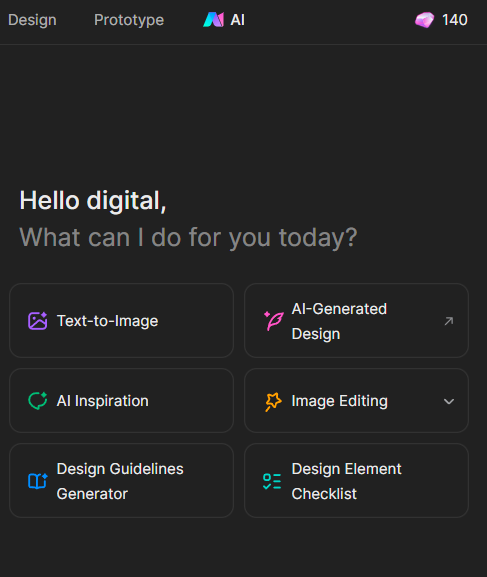 Design Prototype AI 140
Hello digital,
What can I do for you today?
Text-to-Image
AI-Generated
Design
AI Inspiration
Image Editing
Design Guidelines
Generator
Design Element
Checklist